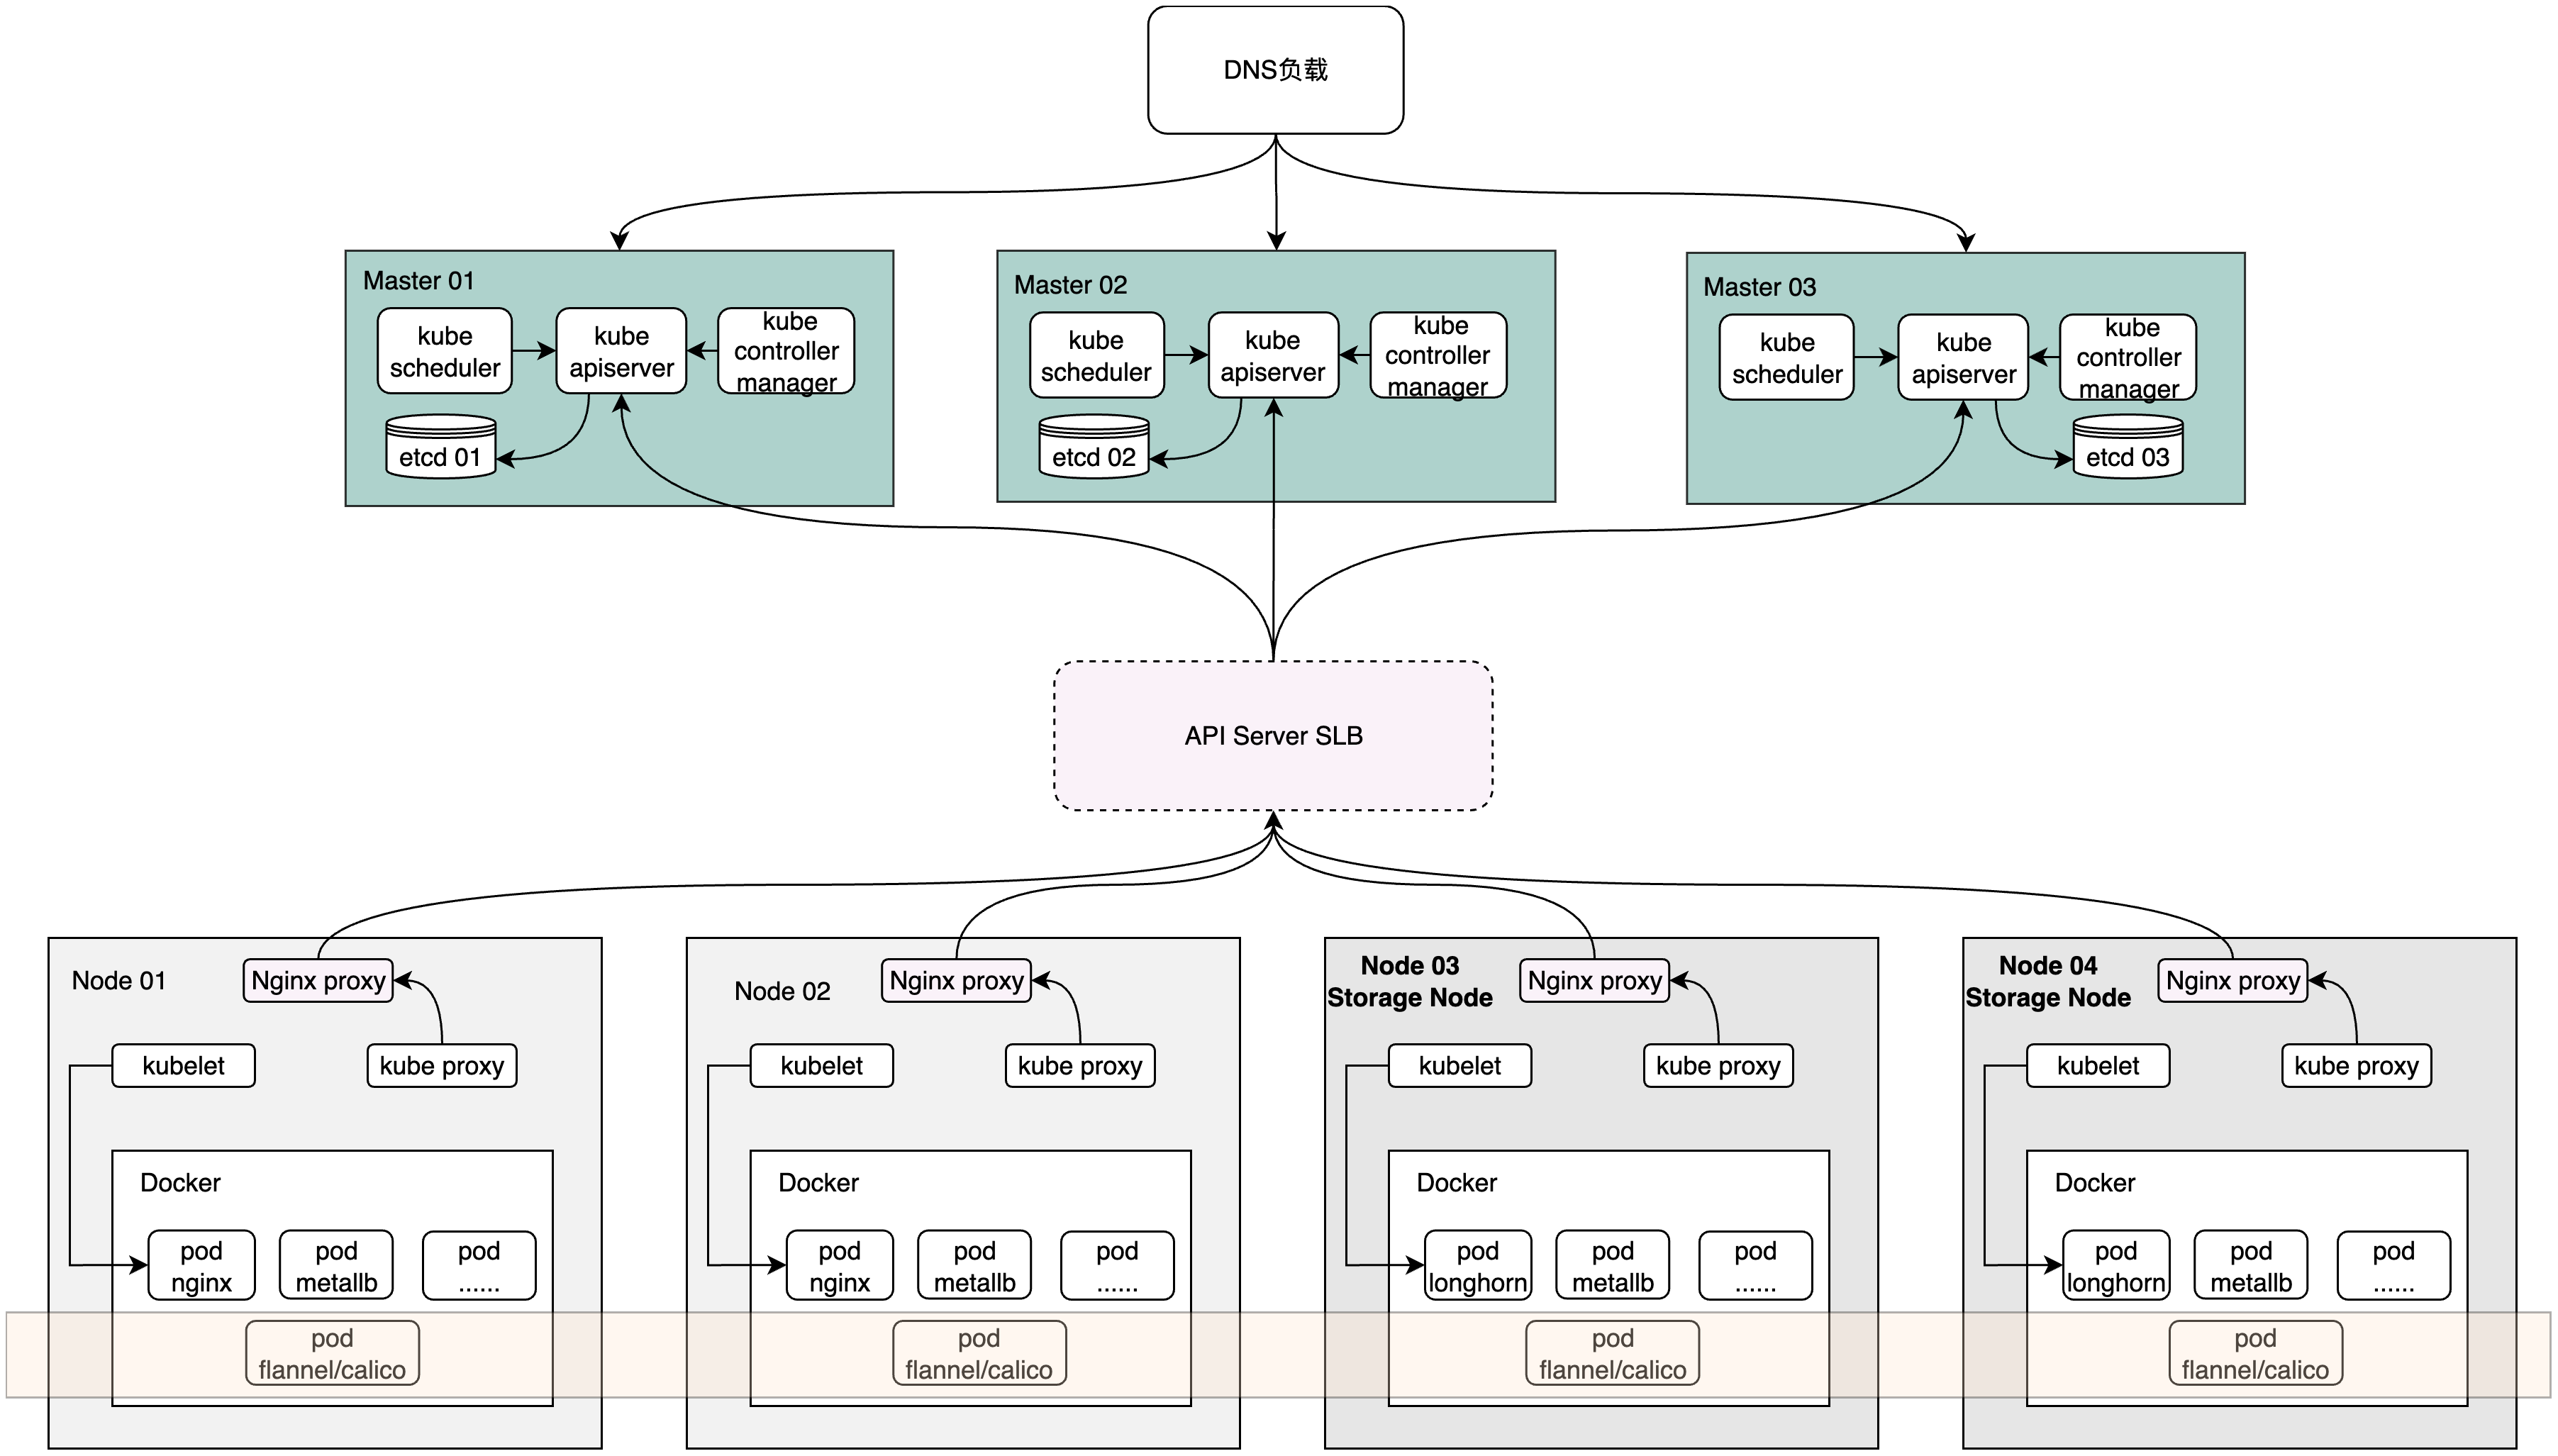 DNS负载
Master 01
kube
scheduler
kube
apiserver
kube
controller
manager
etcd 01
Master 02
kube
scheduler
kube
apiserver
kube
controller
manager
etcd 02
Master 03
kube
scheduler
kube
apiserver
kube
controller
manager
etcd 03
API Server SLB
Node 01
Nginx proxy
kubelet
kube proxy
Docker
pod
nginx
pod
metallb
pod
......
pod
flannel/calico
Node 02
Nginx proxy
kubelet
kube proxy
Docker
pod
nginx
pod
metallb
pod
......
pod
flannel/calico
Node 03
Storage Node
Nginx proxy
kubelet
kube proxy
Docker
pod
longhorn
pod
metallb
pod
......
pod
flannel/calico
Node 04
Storage Node
Nginx proxy
kubelet
kube proxy
Docker
pod
longhorn
pod
metallb
pod
......
pod
flannel/calico